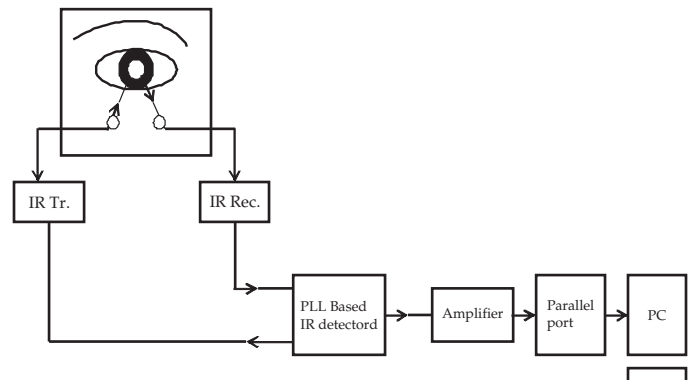 IR Tr.
IR Rec.
PLL Based
IR detectord
Amplifier
Parallel
port
PC